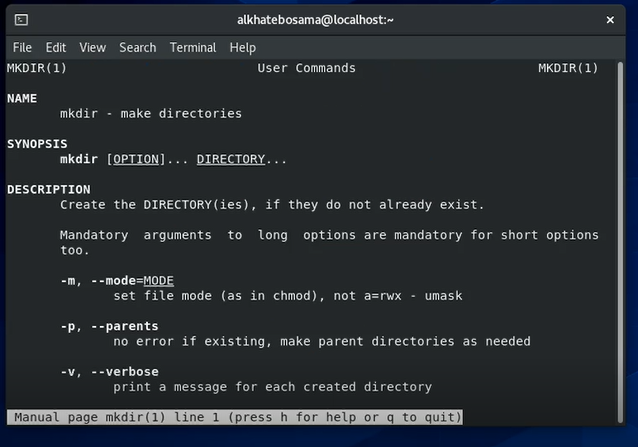 alkhatebosama@localhost:~
File Edit View Search Terminal Help
MKDIR(1) User Commands MKDIR(1)
NAME
mkdir - make directories
SYNOPSIS
mkdir [OPTION]... DIRECTORY...
DESCRIPTION
Create the DIRECTORY(ies), if they do not already exist.
Mandatory arguments to long options are mandatory for short options
too.
-m, --mode=MODE
set file mode (as in chmod), not a=rwx - umask
-p, --parents
no error if existing, make parent directories as needed
-v, --verbose
print a message for each created directory
Manual page mkdir(1) line 1 (press h for help or q to quit)